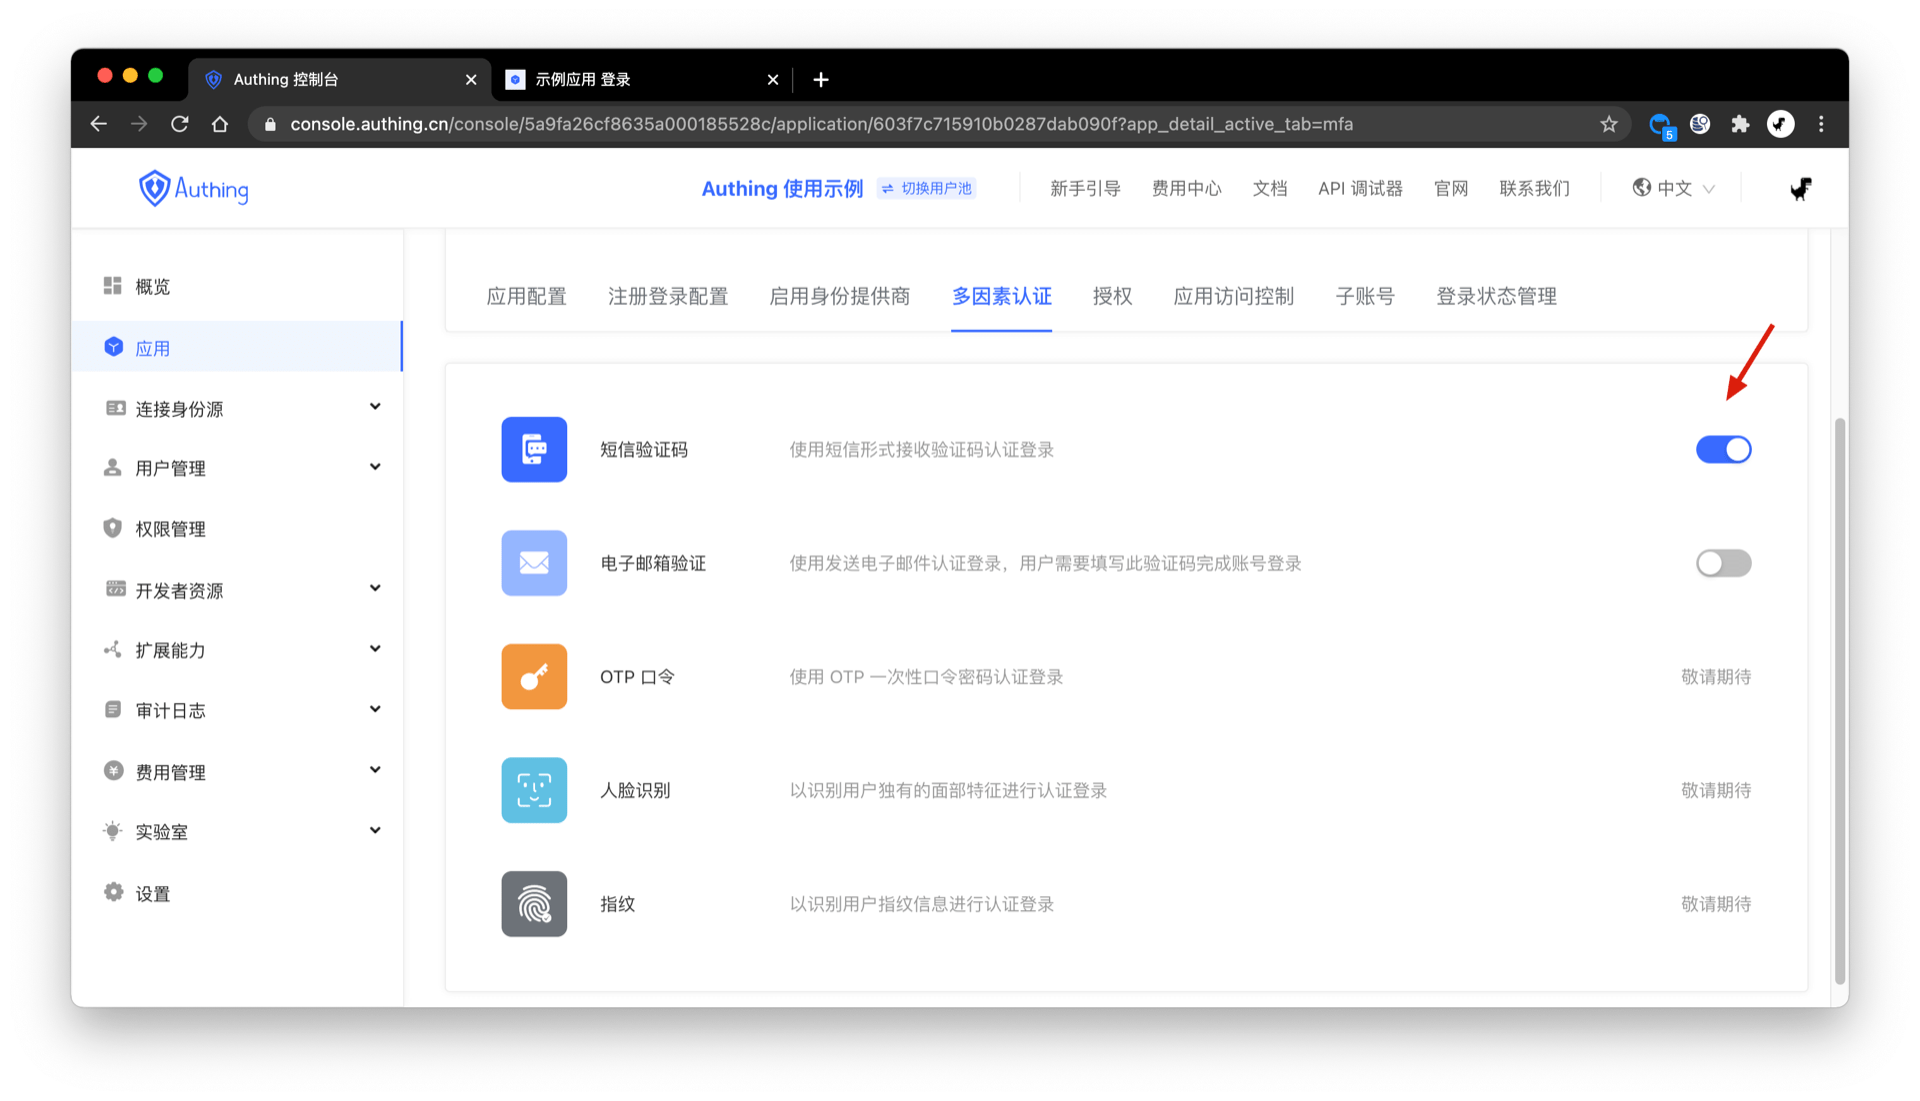 Authing 控制台
示例应用 登录
console.authing.cn/console/5a9fa26cf8635a000185528c/application/603f7c715910b0287dab090f?app_detail_active_tab=mfa
5
Authing
Authing 使用示例
切换用户池
新手引导
费用中心
文档
API 调试器
官网
联系我们
中文
概览
应用
连接身份源
用户管理
权限管理
开发者资源
扩展能力
审计日志
费用管理
实验室
设置
应用配置
注册登录配置
启用身份提供商
多因素认证
授权
应用访问控制
子账号
登录状态管理
短信验证码
使用短信形式接收验证码认证登录
电子邮箱验证
使用发送电子邮件认证登录，用户需要填写此验证码完成账号登录
OTP 口令
使用 OTP 一次性口令密码认证登录
敬请期待
人脸识别
以识别用户独有的面部特征进行认证登录
敬请期待
指纹
以识别用户指纹信息进行认证登录
敬请期待